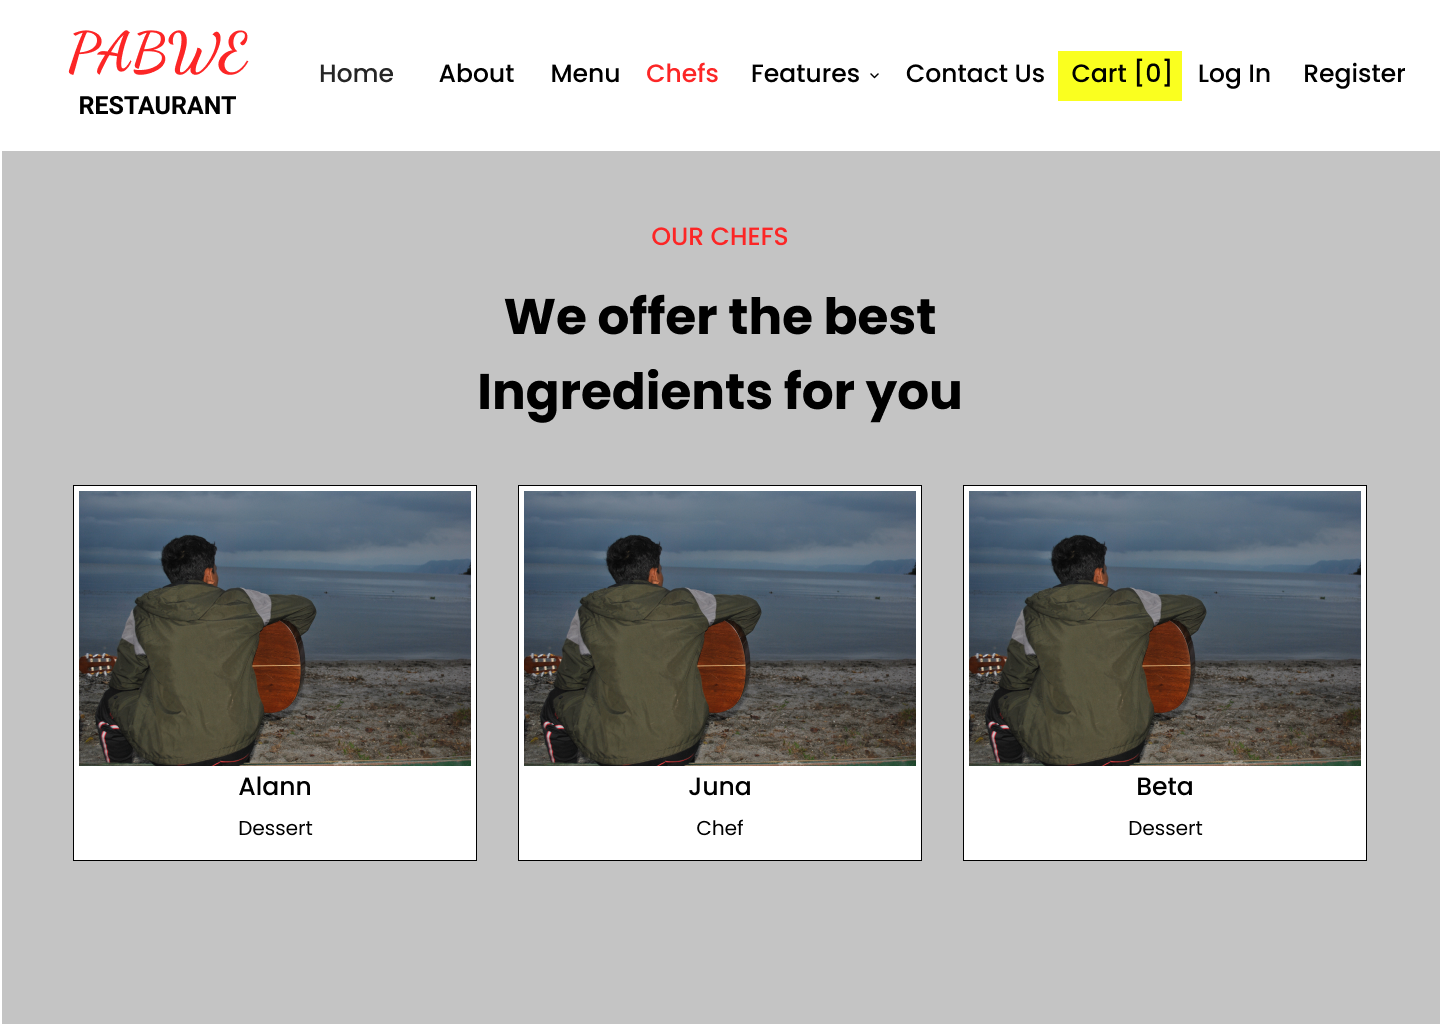 PABWE
RESTAURANT
Home About Menu Chefs Features Contact Us Cart [0] Log In Register
OUR CHEFS
We offer the best
Ingredients for you
Alann Juna Beta
Dessert Chef Dessert